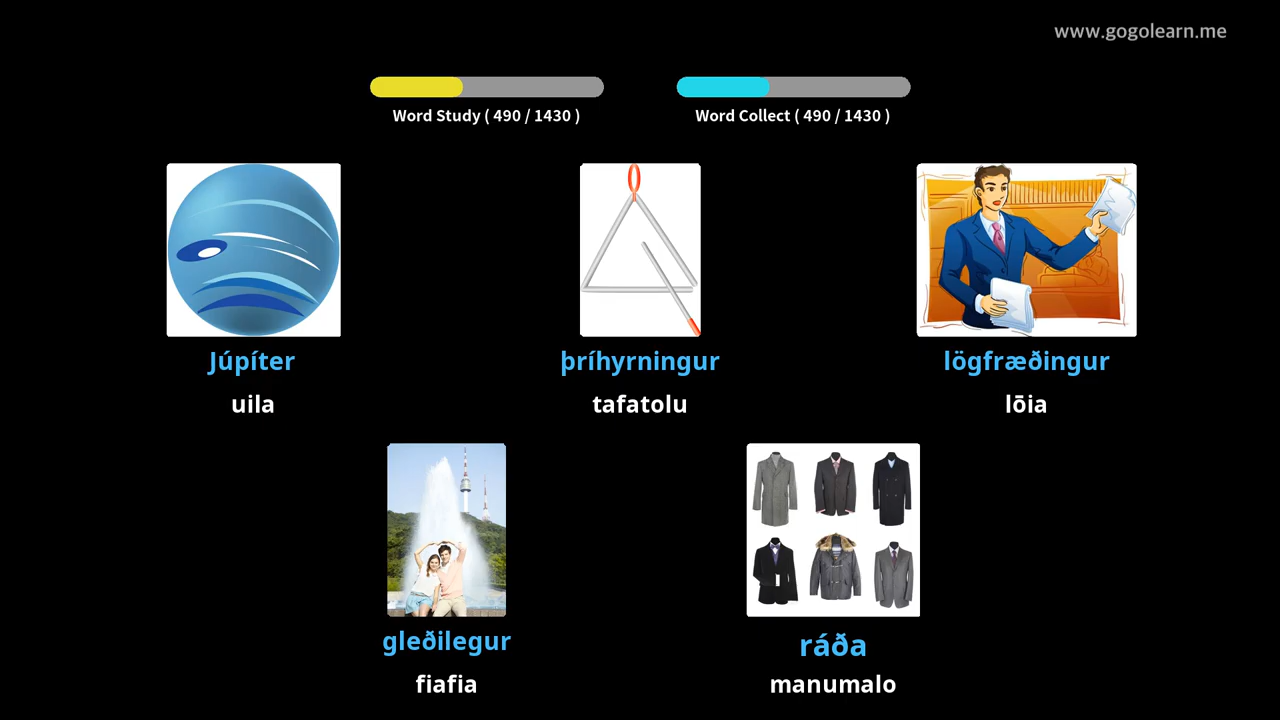 www.gogolearn.me
Word Study ( 490 / 1430 )
Word Collect ( 490 / 1430 )
Júpíter
þríhyrningur
lögfræðingur
uila
tafatolu
lōia
gleðilegur
ráða
fiafia
manumalo